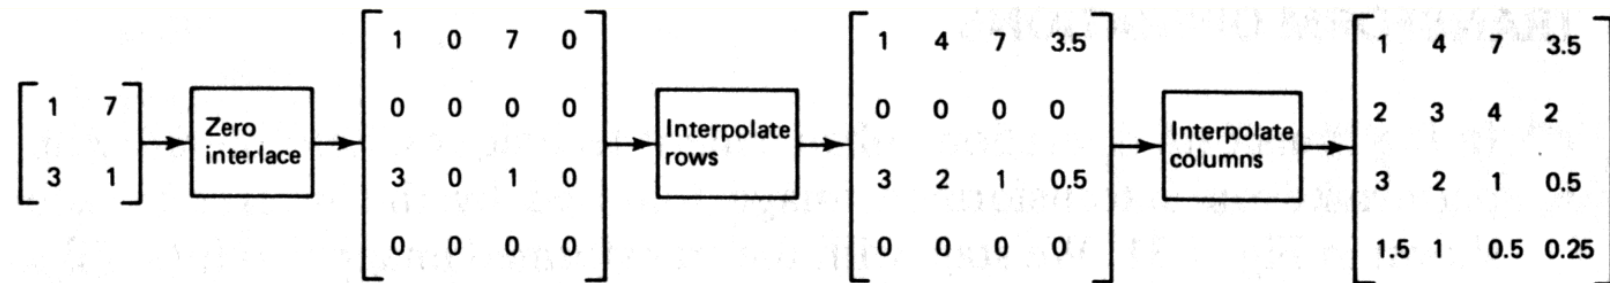 1 7
3 1
Zero
interlace
1 0 7 0
0 0 0 0
3 0 1 0
0 0 0 0
Interpolate
rows
1 4 7 3.5
0 0 0 0
3 2 1 0.5
0 0 0 0
Interpolate
columns
1 4 7 3.5
2 3 4 2
3 2 1 0.5
1.5 1 0.5 0.25